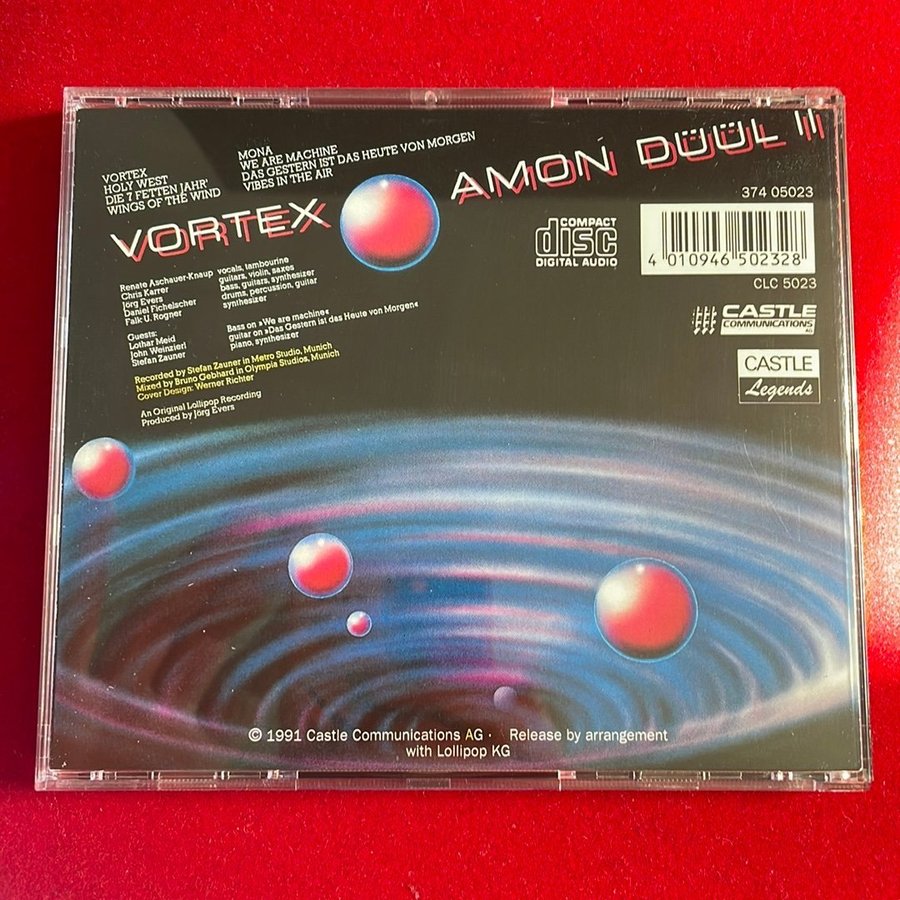 VORTEX
HOLY WEST
DIE 7 FETTEN JAHR'
WINGS OF THE WIND
MONA
WE ARE MACHINE
DAS GESTERN IST DAS HEUTE VON MORGEN
VIBES IN THE AIR
VORTEX
AMON DÜÜL II
374 05023
COMPACT
disc
DIGITAL AUDIO
4 010946 502328
CLC 5023
CASTLE
COMMUNICATIONS
AG
CASTLE
Legends
Renate Aschauer-Knaup vocals, tambourine
Chris Karrer guitars, violin, saxes
Jörg Evers bass, guitars, synthesizer
Daniel Fichelscher drums, percussion, guitar
Falk U. Rogner synthesizer
Guests:
Lothar Meid Bass on »We are machine«
John Weinzierl guitar on »Das Gestern ist das Heute von Morgen«
Stefan Zauner piano, synthesizer
Recorded by Stefan Zauner in Metro Studio, Munich
Mixed by Bruno Gebhard in Olympia Studios, Munich
Cover Design: Werner Richter
An Original Lollipop Recording
Produced by Jörg Evers
© 1991 Castle Communications AG · Release by arrangement
with Lollipop KG